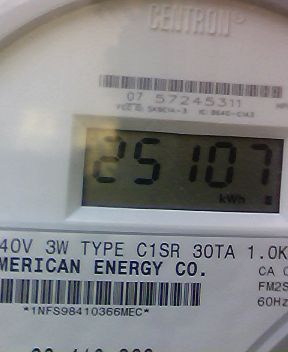 CENTRON®
07 57245311
25107
kWh
40V 3W TYPE C1SR 30TA 1.0K
MERICAN ENERGY CO.
CA 
FM2S
60Hz
*1NFS98410366MEC*